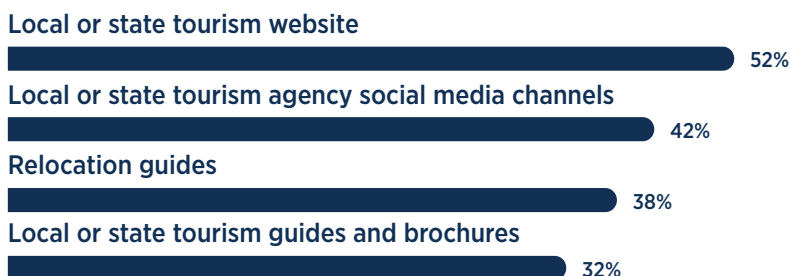 Local or state tourism website
52%
Local or state tourism agency social media channels
42%
Relocation guides
38%
Local or state tourism guides and brochures
32%